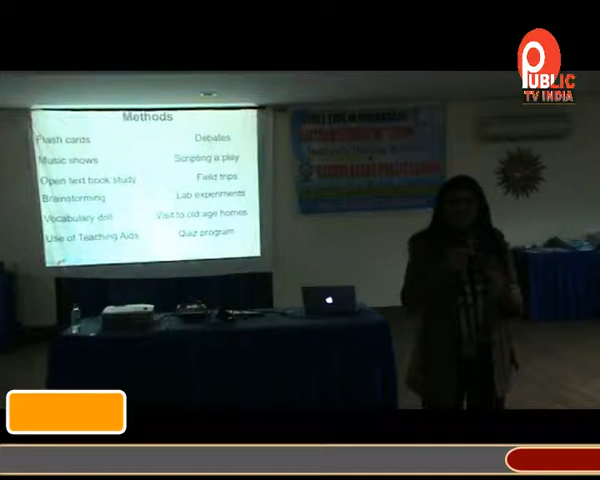 PUBLIC
TV INDIA
Methods
Flash cards
Music shows
Open text book study
Brainstorming
Vocabulary drill
Use of Teaching Aids
Debates
Scripting a play
Field trips
Lab experiments
Visit to old age homes
Quiz program